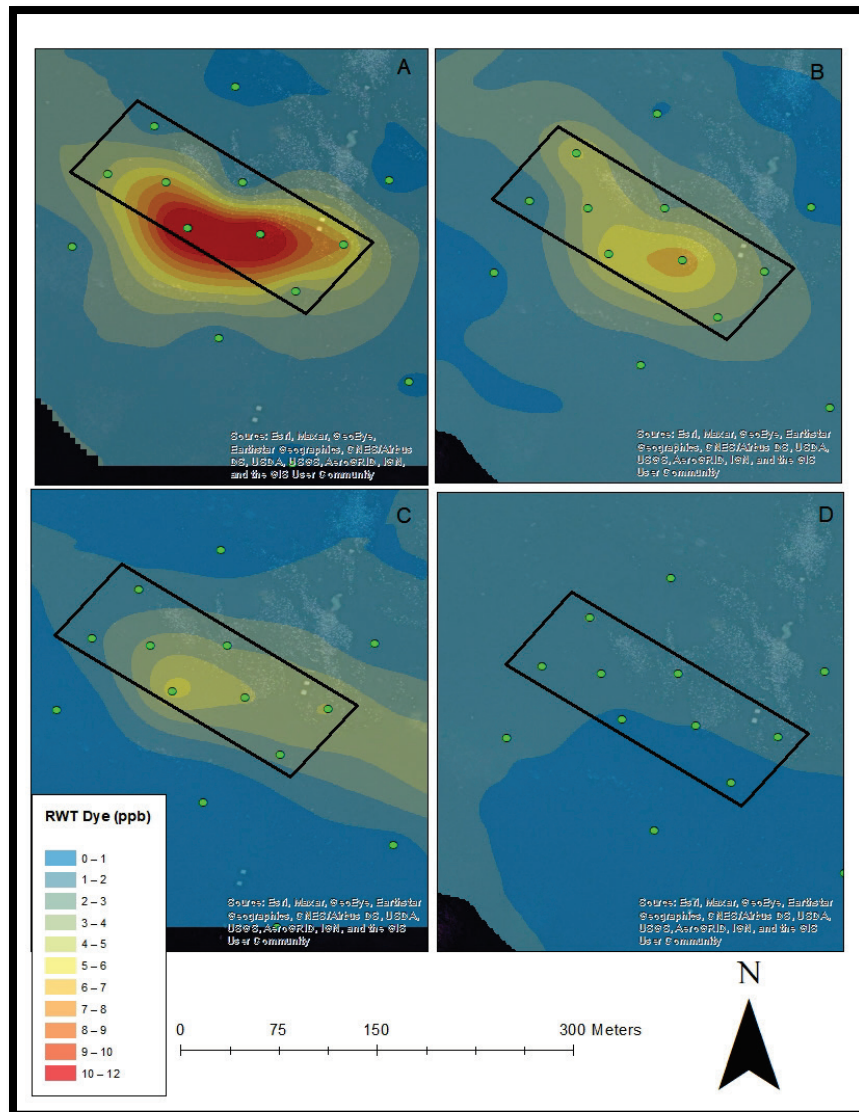 A
Source: Esri, Maxar, GeoEye,
Earthstar Geographics, CNES/Airbus
DS, USDA, USGS, AeroGRID, IGN,
and the GIS User Community
B
Source: Esri, Maxar, GeoEye, Earthstar
Geographics, CNES/Airbus DS, USDA,
USGS, AeroGRID, IGN, and the GIS
User Community
C
Source: Esri, Maxar, GeoEye, Earthstar
Geographics, CNES/Airbus DS, USDA,
USGS, AeroGRID, IGN, and the GIS
User Community
D
Source: Esri, Maxar, GeoEye, Earthstar
Geographics, CNES/Airbus DS, USDA,
USGS, AeroGRID, IGN, and the GIS
User Community
RWT Dye (ppb)
0 – 1
1 – 2
2 – 3
3 – 4
4 – 5
5 – 6
6 – 7
7 – 8
8 – 9
9 – 10
10 – 12
0 75 150 300 Meters
N